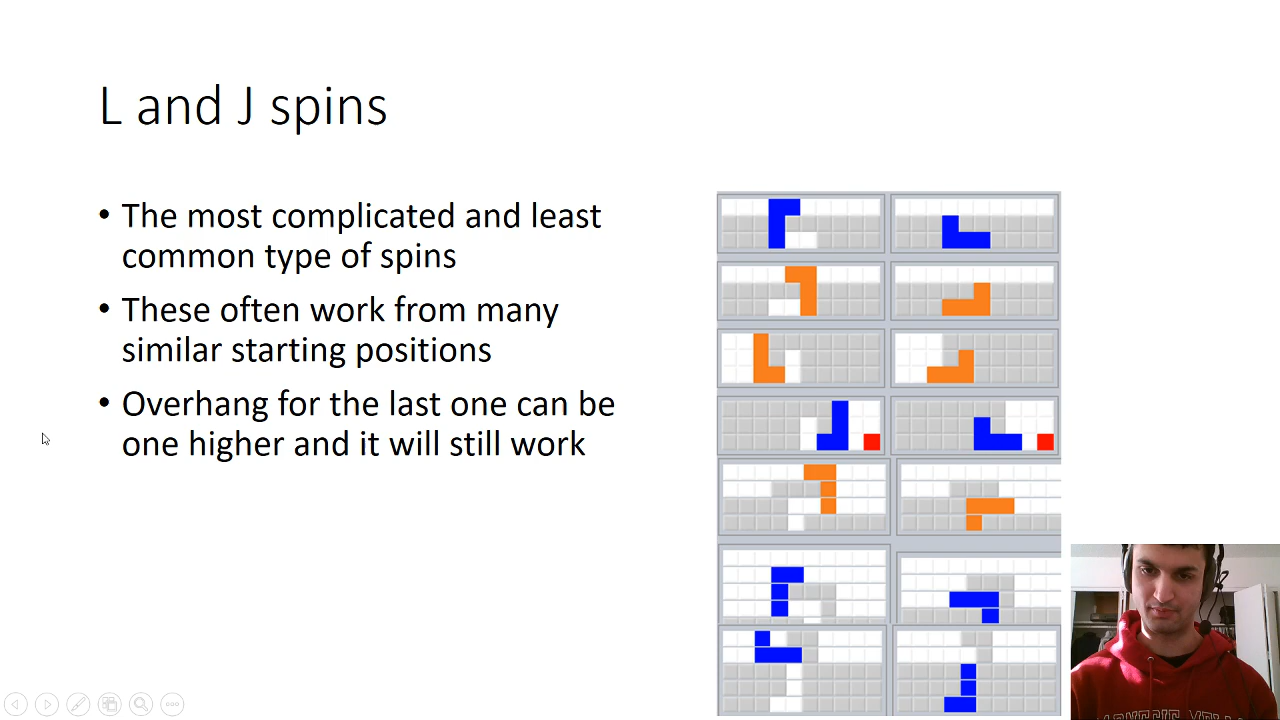 L and J spins
• The most complicated and least
common type of spins
• These often work from many
similar starting positions
• Overhang for the last one can be
one higher and it will still work